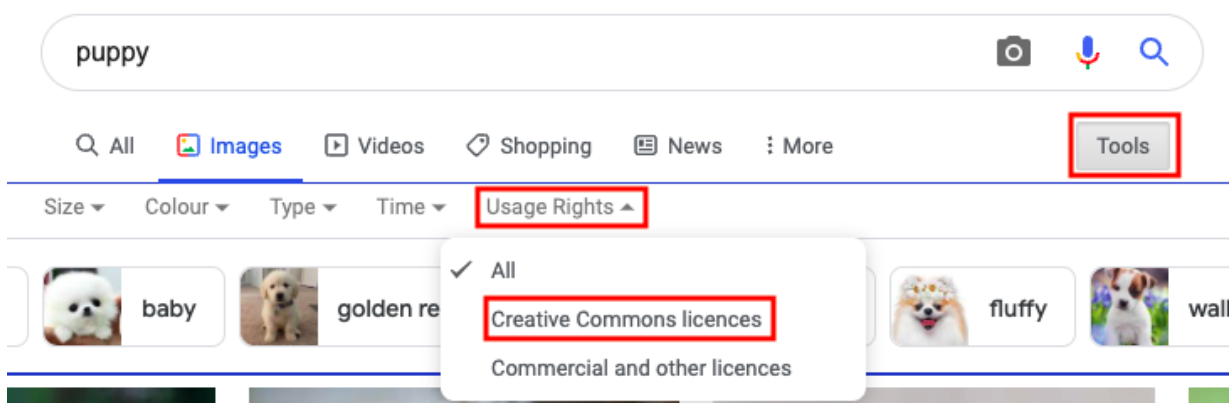 puppy
All Images Videos Shopping News More Tools
Size Colour Type Time Usage Rights
All
baby golden re fluffy wall
Creative Commons licences
Commercial and other licences